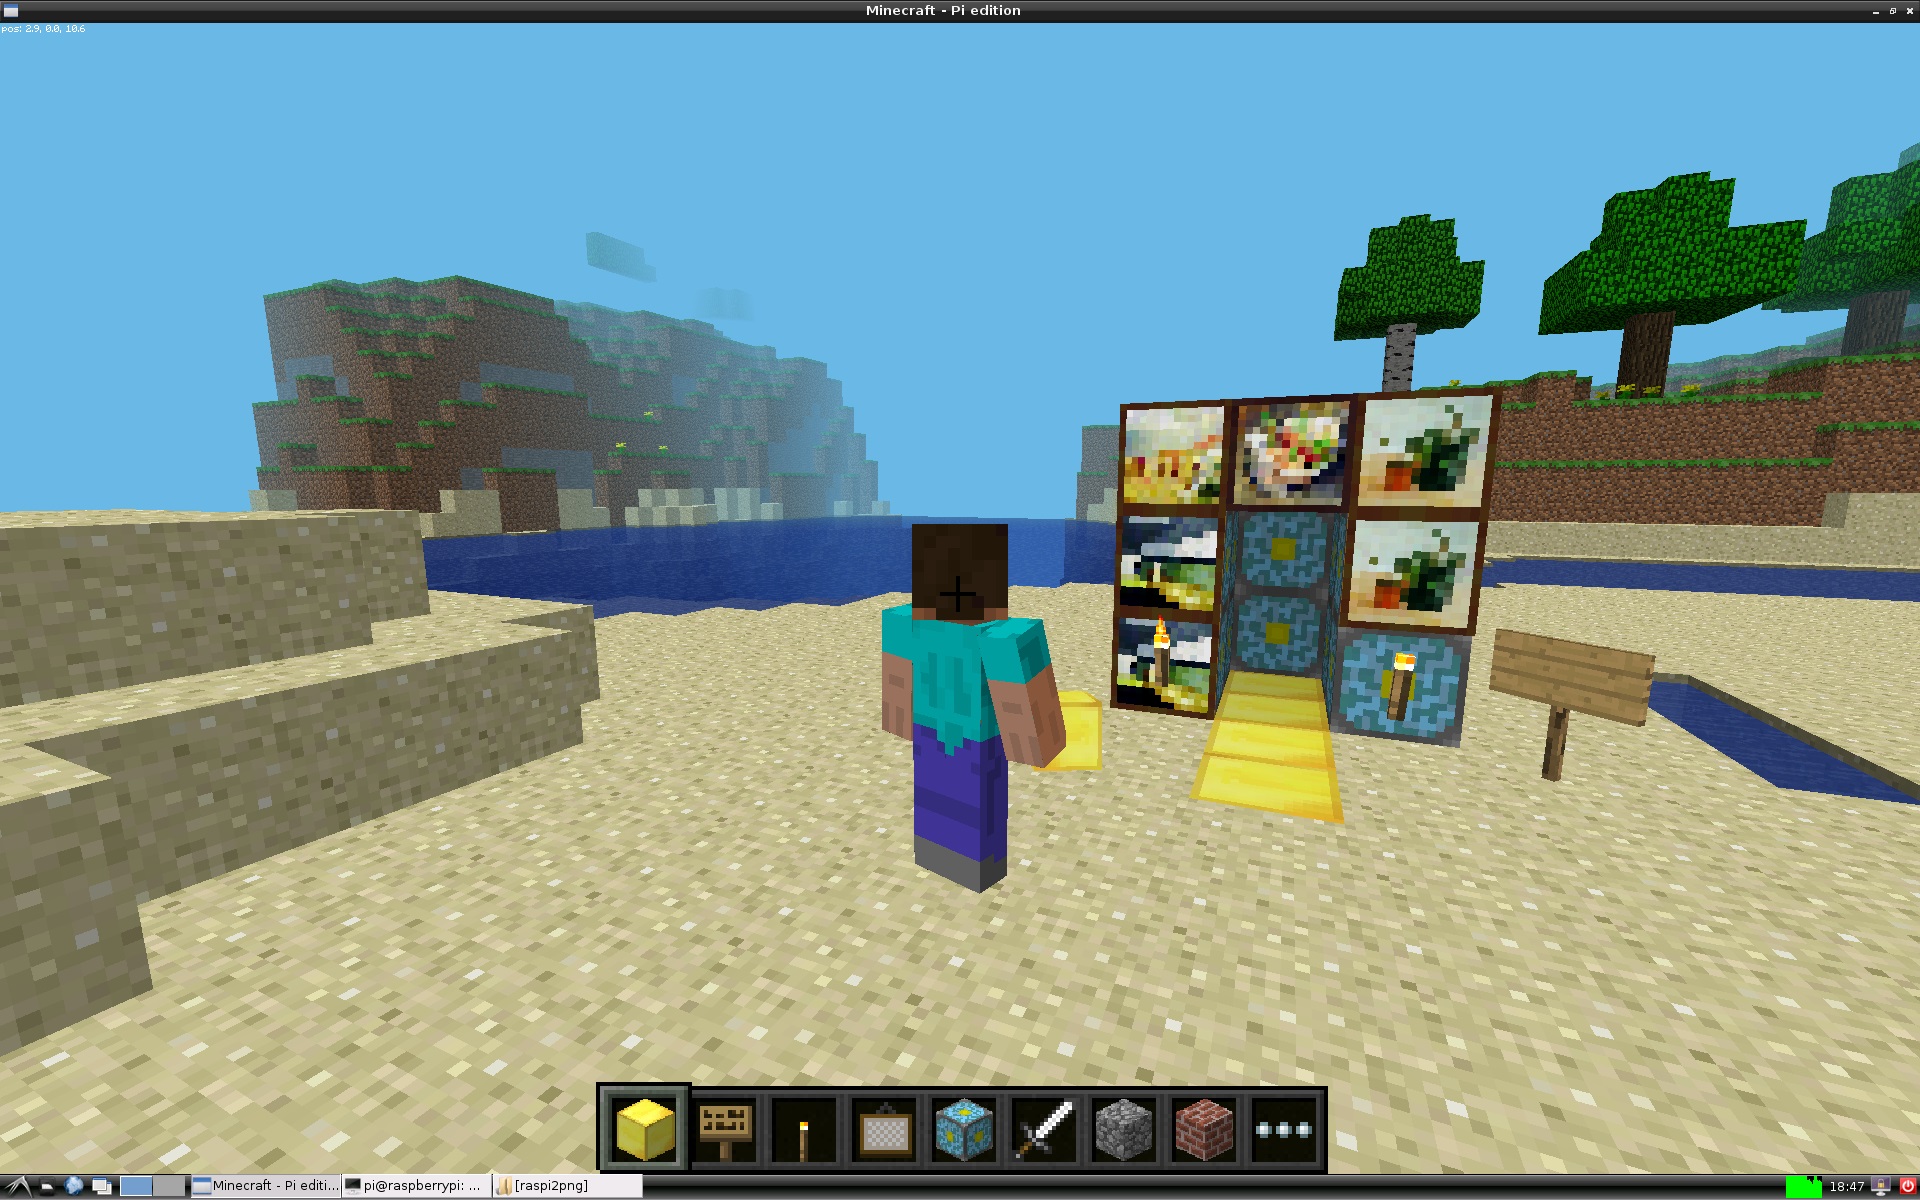 Minecraft - Pi edition
pos: 2.9, 0.0, 10.6
Minecraft - Pi editi...
pi@raspberrypi: ...
[raspi2png]
18:47